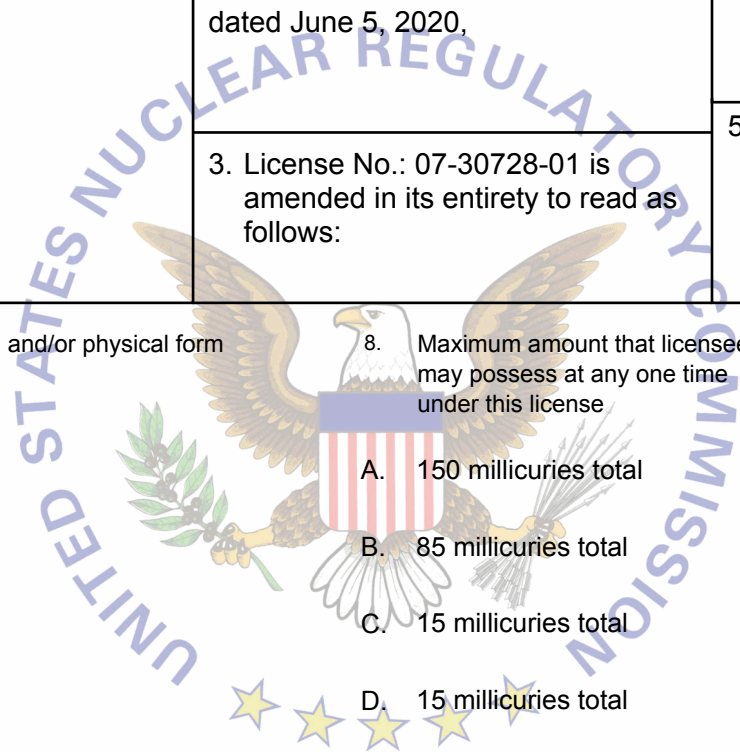 dated June 5, 2020,
5
3. License No.: 07-30728-01 is
amended in its entirety to read as
follows:
and/or physical form
8. Maximum amount that licensee
may possess at any one time
under this license
A. 150 millicuries total
B. 85 millicuries total
C. 15 millicuries total
D. 15 millicuries total
UNITED STATES NUCLEAR REGULATORY COMMISSION